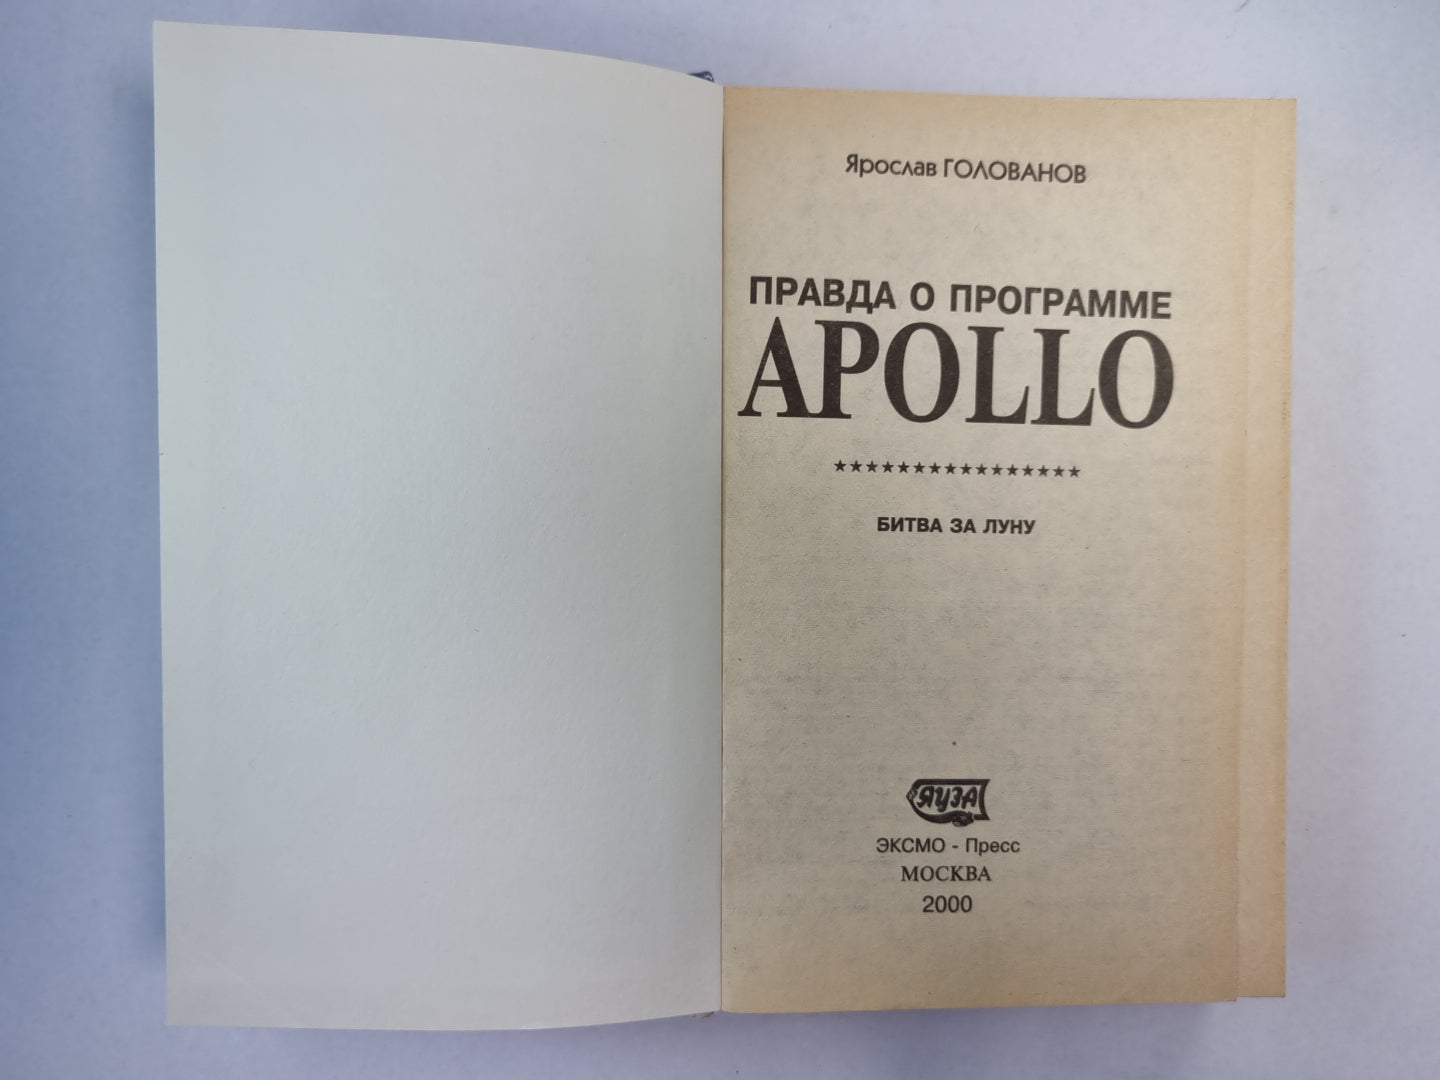 Ярослав ГОЛОВАНОВ
ПРАВДА О ПРОГРАММЕ
APOLLO
★★★★★★★★★★★★★★★★
БИТВА ЗА ЛУНУ
ЯУЗА
ЭКСМО - Пресс
МОСКВА
2000